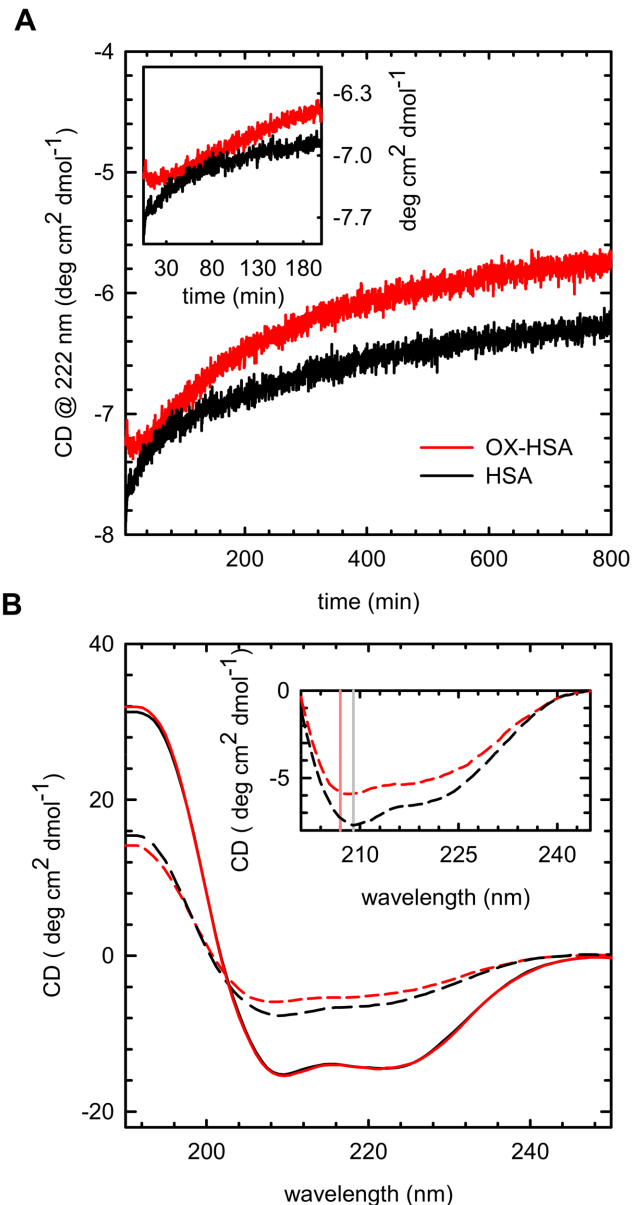 A
CD @ 222 nm (deg cm² dmol⁻¹)
-4
-5
-6
-7
-8
-6.3
-7.0
-7.7
deg cm² dmol⁻¹
30 80 130 180
time (min)
OX-HSA
HSA
200 400 600 800
time (min)
B
CD ( deg cm² dmol⁻¹)
40
20
0
-20
CD ( deg cm² dmol⁻¹)
0
-5
210 225 240
wavelength (nm)
200 220 240
wavelength (nm)